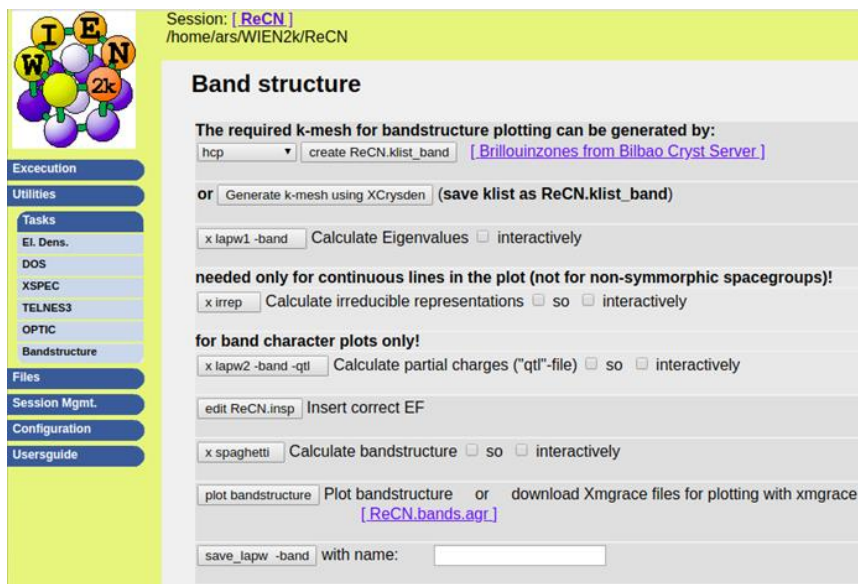 W I E N
2k
Session: [ ReCN ]
/home/ars/WIEN2k/ReCN
Excecution
Utilities
Tasks
El. Dens.
DOS
XSPEC
TELNES3
OPTIC
Bandstructure
Files
Session Mgmt.
Configuration
Usersguide
Band structure
The required k-mesh for bandstructure plotting can be generated by:
hcp create ReCN.klist_band [ Brillouinzones from Bilbao Cryst Server ]
or Generate k-mesh using XCrysden (save klist as ReCN.klist_band)
x lapw1 -band Calculate Eigenvalues interactively
needed only for continuous lines in the plot (not for non-symmorphic spacegroups)!
x irrep Calculate irreducible representations so interactively
for band character plots only!
x lapw2 -band -qtl Calculate partial charges ("qtl"-file) so interactively
edit ReCN.insp Insert correct EF
x spaghetti Calculate bandstructure so interactively
plot bandstructure Plot bandstructure or download Xmgrace files for plotting with xmgrace
[ ReCN.bands.agr ]
save_lapw -band with name: